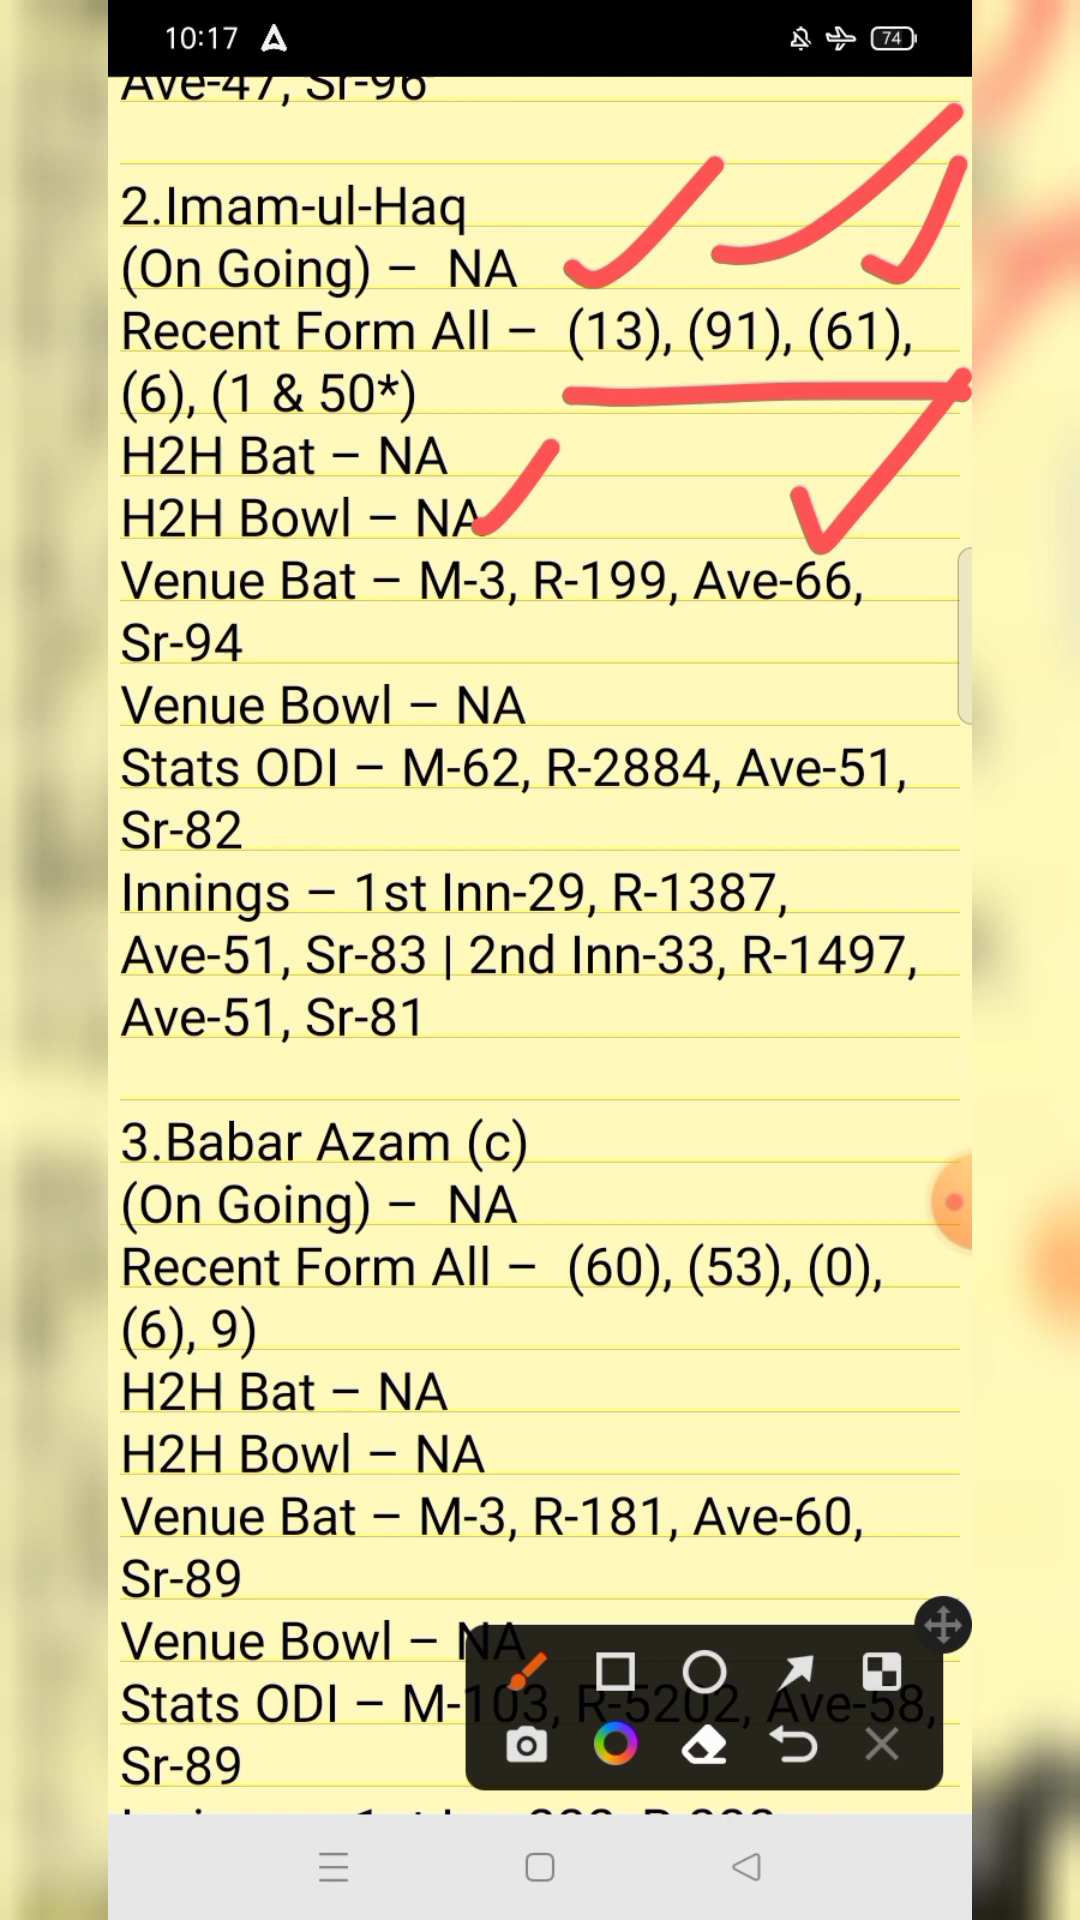 10:17
74
Ave-47, Sr-96
2.Imam-ul-Haq
(On Going) – NA
Recent Form All – (13), (91), (61),
(6), (1 & 50*)
H2H Bat – NA
H2H Bowl – NA
Venue Bat – M-3, R-199, Ave-66,
Sr-94
Venue Bowl – NA
Stats ODI – M-62, R-2884, Ave-51,
Sr-82
Innings – 1st Inn-29, R-1387,
Ave-51, Sr-83 | 2nd Inn-33, R-1497,
Ave-51, Sr-81
3.Babar Azam (c)
(On Going) – NA
Recent Form All – (60), (53), (0),
(6), 9)
H2H Bat – NA
H2H Bowl – NA
Venue Bat – M-3, R-181, Ave-60,
Sr-89
Venue Bowl – NA
Stats ODI – M-103, R-5202, Ave-58,
Sr-89